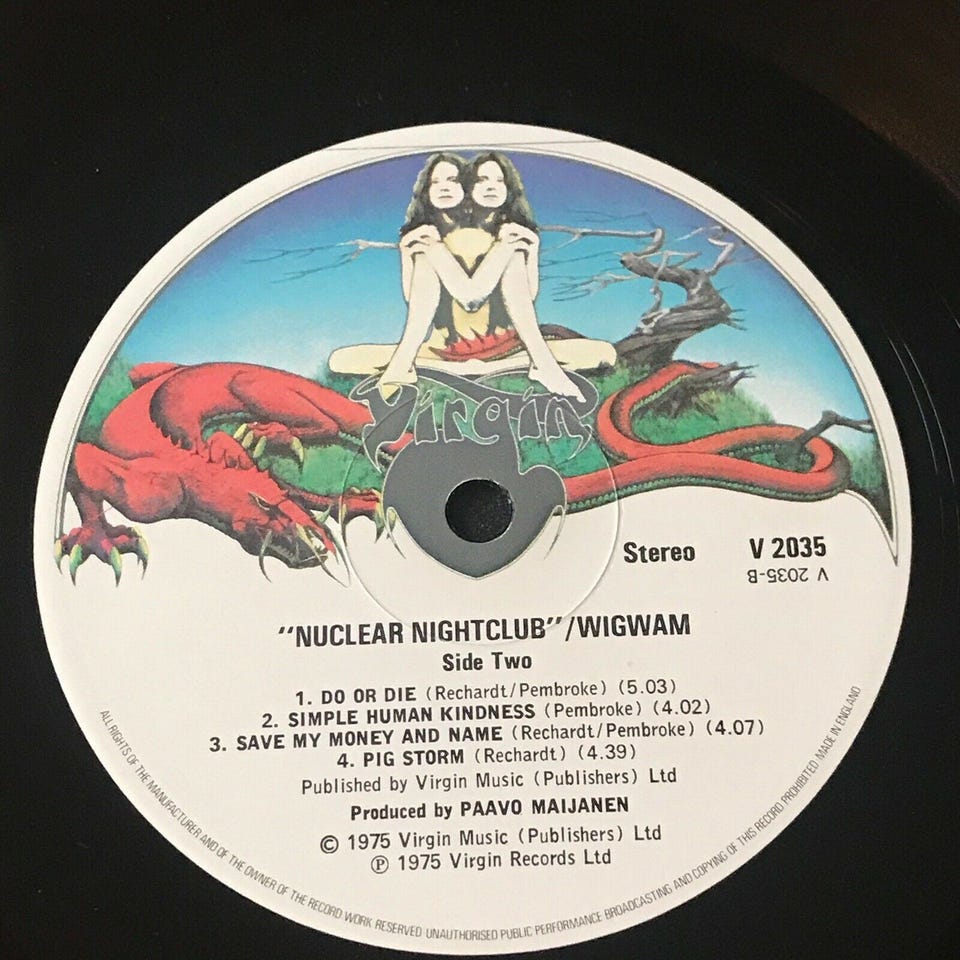 Virgin
Stereo V 2035
V 2035-B
"NUCLEAR NIGHTCLUB"/WIGWAM
Side Two
1. DO OR DIE (Rechardt/Pembroke) (5.03)
2. SIMPLE HUMAN KINDNESS (Pembroke) (4.02)
3. SAVE MY MONEY AND NAME (Rechardt/Pembroke) (4.07)
4. PIG STORM (Rechardt) (4.39)
Published by Virgin Music (Publishers) Ltd
Produced by PAAVO MAIJANEN
© 1975 Virgin Music (Publishers) Ltd
℗ 1975 Virgin Records Ltd
ALL RIGHTS OF THE MANUFACTURER AND OF THE OWNER OF THE RECORD WORK RESERVED UNAUTHORISED PUBLIC PERFORMANCE BROADCASTING AND COPYING OF THIS RECORD PROHIBITED MADE IN ENGLAND